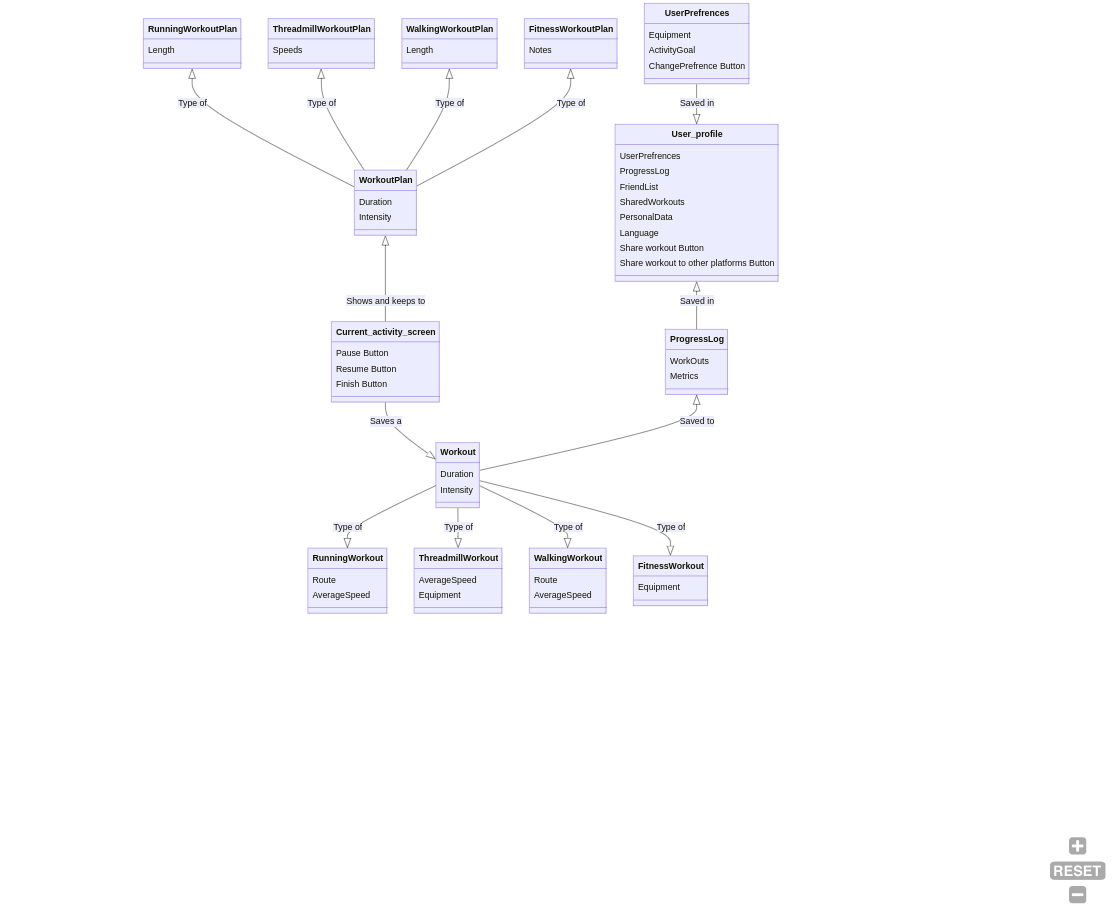 RunningWorkoutPlan
Length
ThreadmillWorkoutPlan
Speeds
WalkingWorkoutPlan
Length
FitnessWorkoutPlan
Notes
UserPrefrences
Equipment
ActivityGoal
ChangePrefrence Button
Type of
Type of
Type of
Type of
Saved in
User_profile
UserPrefrences
ProgressLog
FriendList
SharedWorkouts
PersonalData
Language
Share workout Button
Share workout to other platforms Button
WorkoutPlan
Duration
Intensity
Shows and keeps to
Saved in
Current_activity_screen
Pause Button
Resume Button
Finish Button
ProgressLog
WorkOuts
Metrics
Saves a
Saved to
Workout
Duration
Intensity
Type of
Type of
Type of
Type of
RunningWorkout
Route
AverageSpeed
ThreadmillWorkout
AverageSpeed
Equipment
WalkingWorkout
Route
AverageSpeed
FitnessWorkout
Equipment
RESET